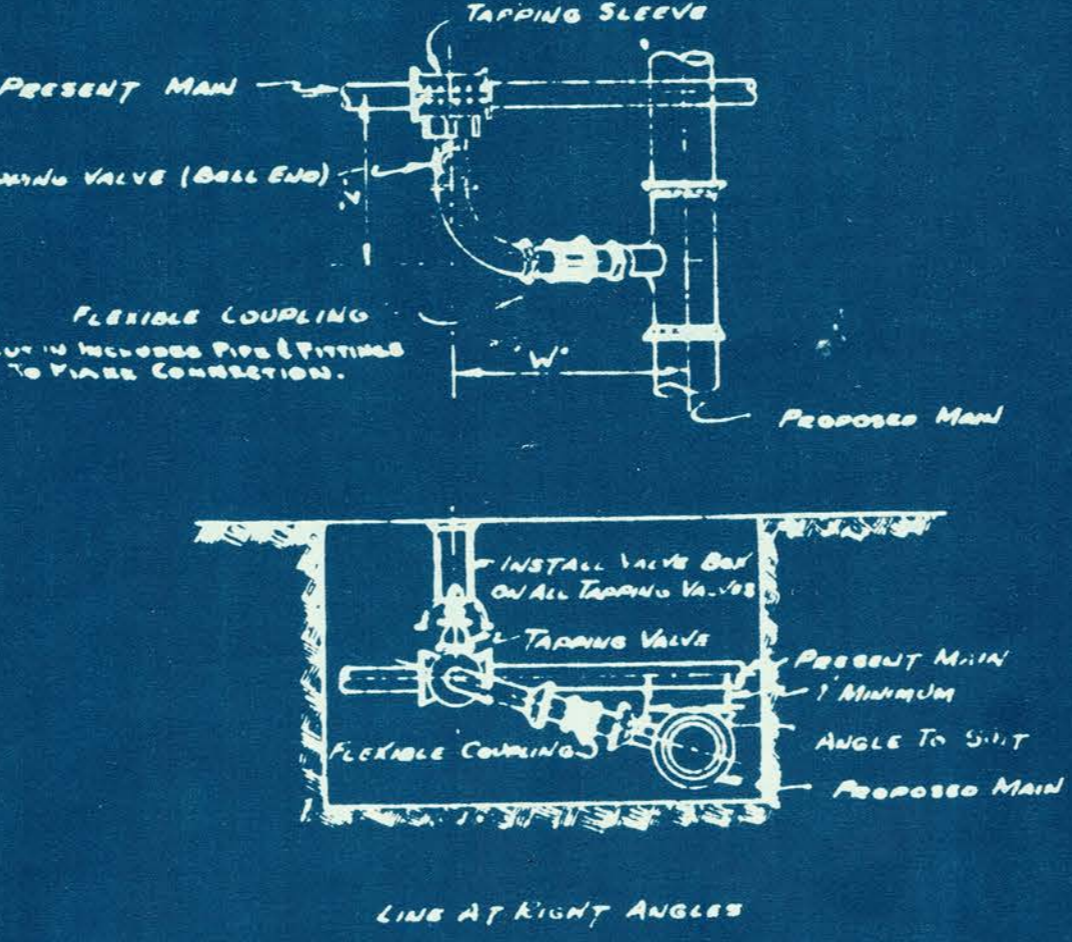 TAPPING SLEEVE
PRESENT MAIN
VALVE (BELL END)
FLEXIBLE COUPLING
IN INCLUDES PIPE & FITTINGS
TO MAKE CONNECTION.
"W"
PROPOSED MAIN
INSTALL VALVE BOX
ON ALL TAPPING VALVES
TAPPING VALVE
PRESENT MAIN
1' MINIMUM
ANGLE TO SUIT
FLEXIBLE COUPLING
PROPOSED MAIN
LINE AT RIGHT ANGLES